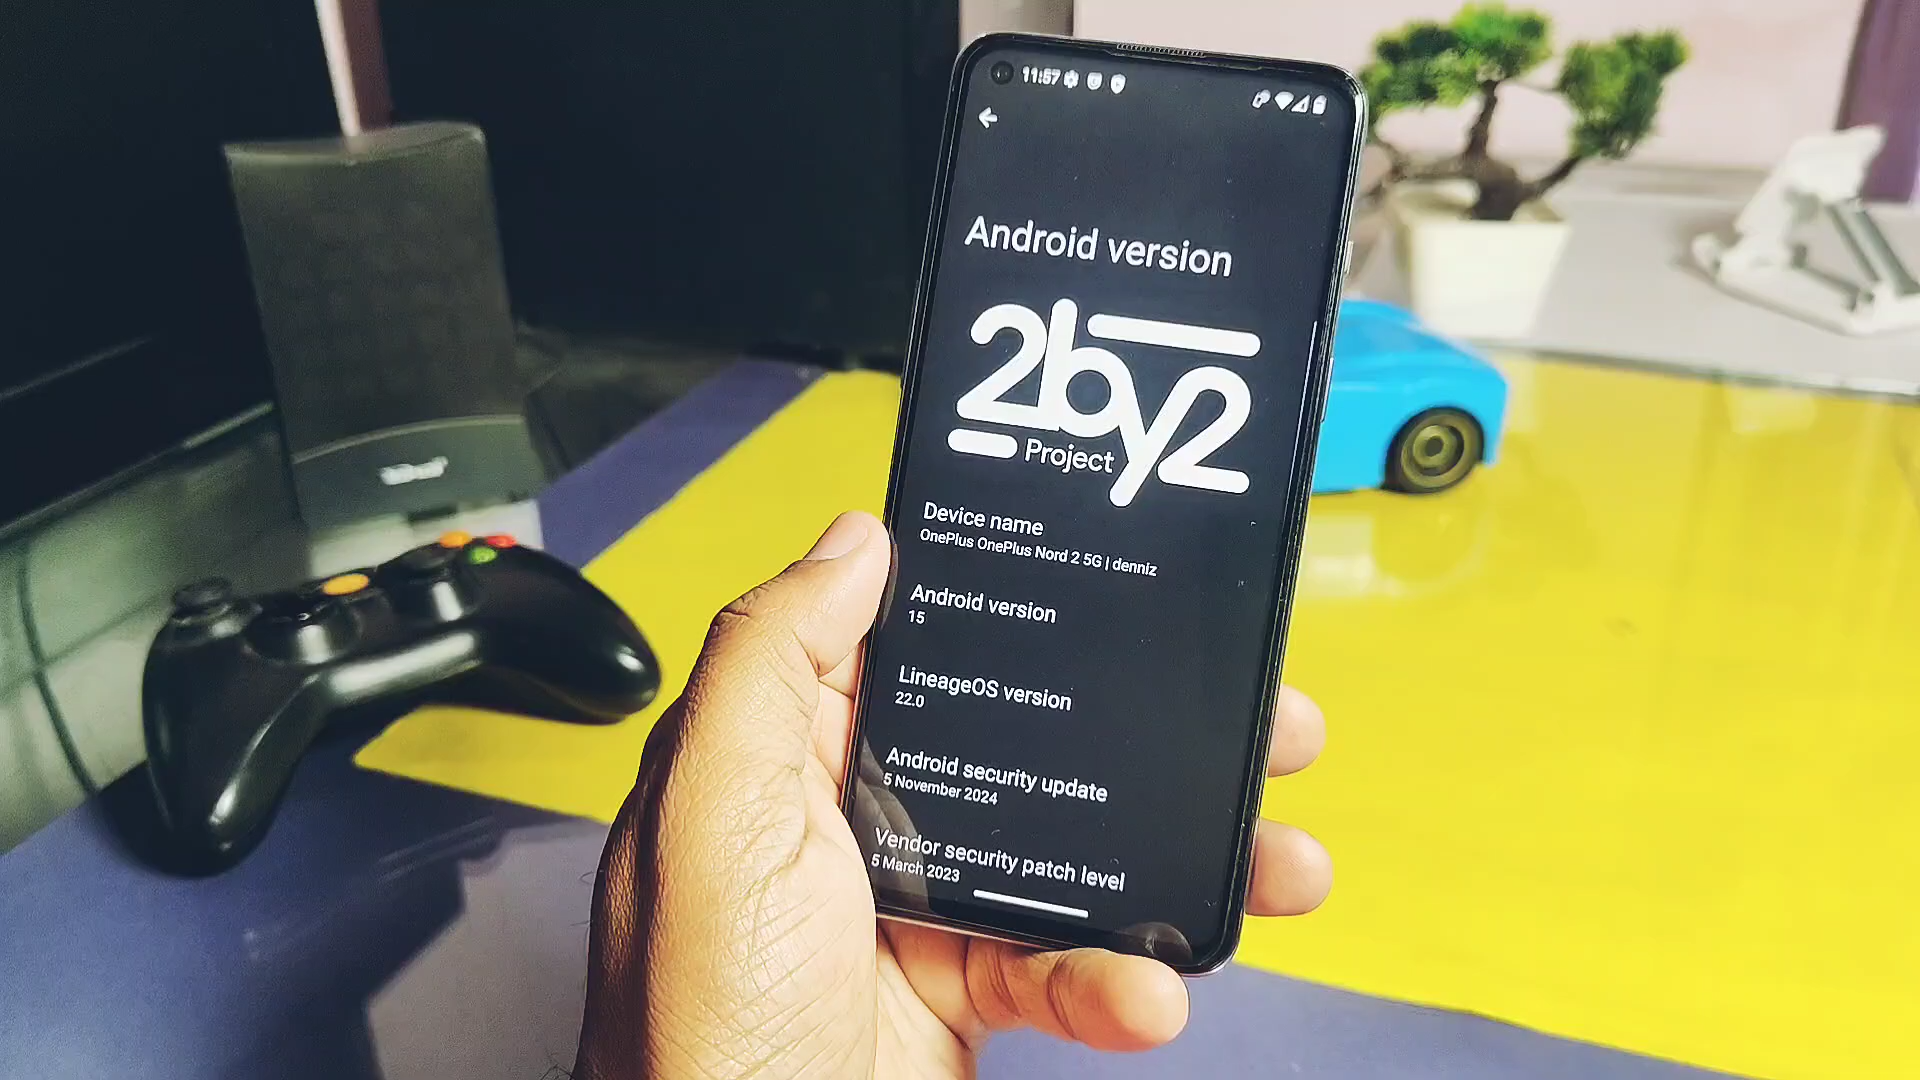 11:57
Android version
2by2
Project
Device name
OnePlus OnePlus Nord 2 5G | denniz
Android version
15
LineageOS version
22.0
Android security update
5 November 2024
Vendor security patch level
5 March 2023